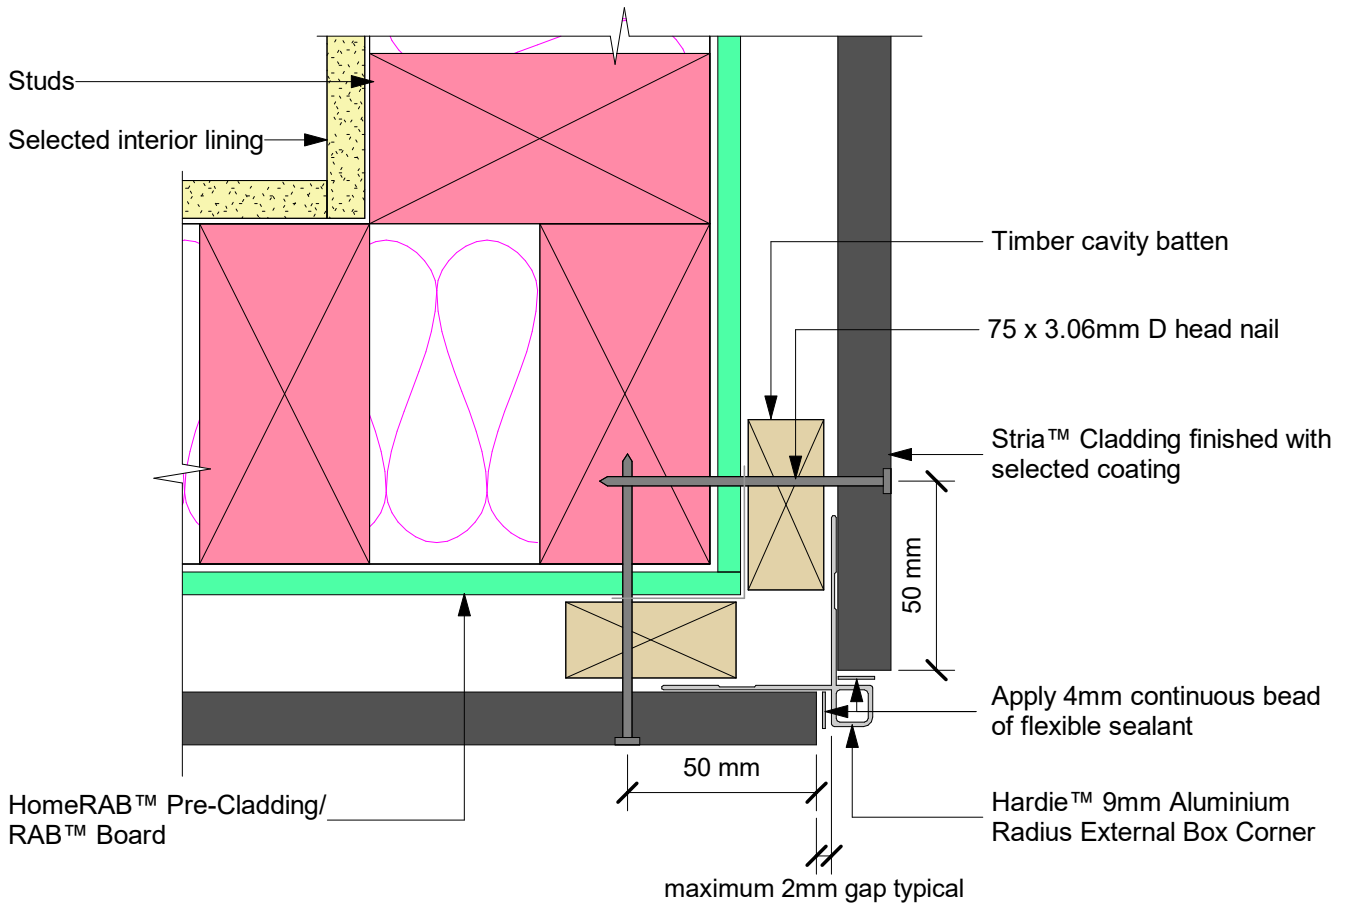 Studs
Selected interior lining
Timber cavity batten
75 x 3.06mm D head nail
Stria™ Cladding finished with
selected coating
50 mm
Apply 4mm continuous bead
of flexible sealant
50 mm
HomeRAB™ Pre-Cladding/
RAB™ Board
Hardie™ 9mm Aluminium
Radius External Box Corner
maximum 2mm gap typical